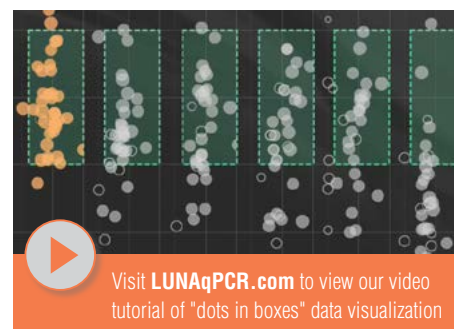 Visit LUNAqPCR.com to view our video
tutorial of "dots in boxes" data visualization